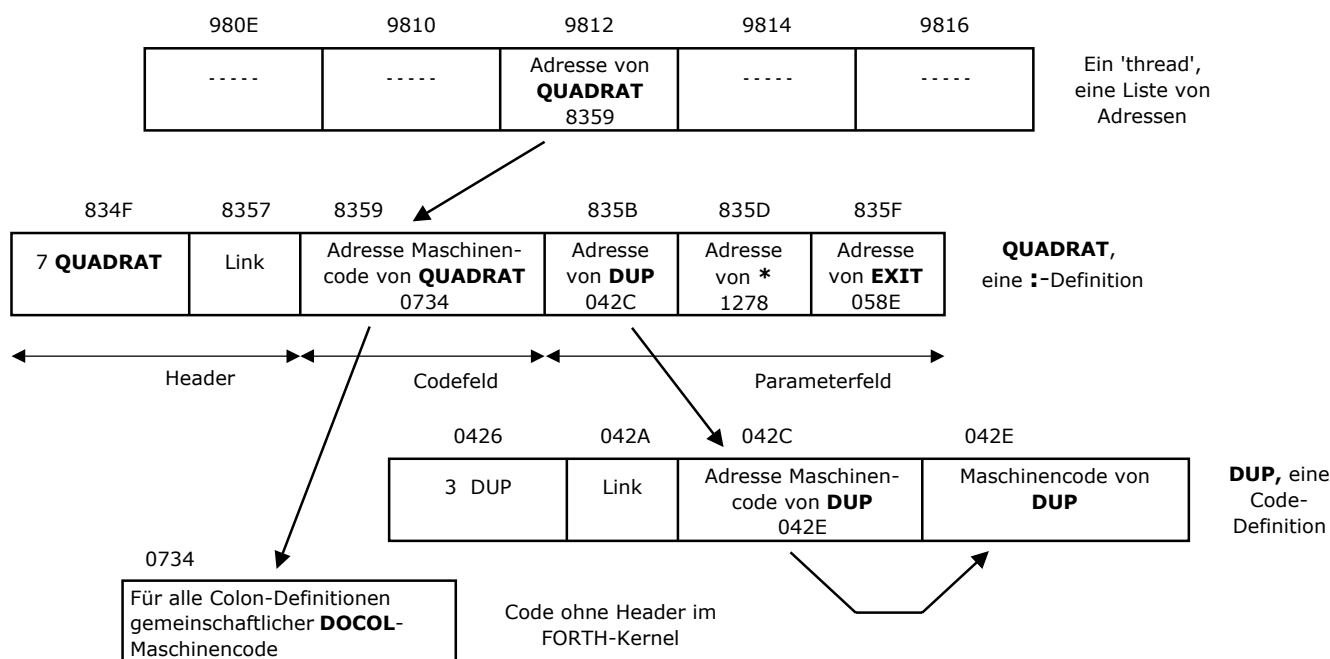 980E 9810 9812 9814 9816
- - - - -
- - - - -
Adresse von
QUADRAT
8359
- - - - -
- - - - -
Ein 'thread',
eine Liste von
Adressen
834F 8357 8359 835B 835D 835F
7 QUADRAT
Link
Adresse Maschinen-
code von QUADRAT
0734
Adresse
von DUP
042C
Adresse
von *
1278
Adresse
von EXIT
058E
QUADRAT,
eine :-Definition
Header
Codefeld
Parameterfeld
0426 042A 042C 042E
3 DUP
Link
Adresse Maschinen-
code von DUP
042E
Maschinencode von
DUP
DUP, eine
Code-
Definition
0734
Für alle Colon-Definitionen
gemeinschaftlicher DOCOL-
Maschinencode
Code ohne Header im
FORTH-Kernel